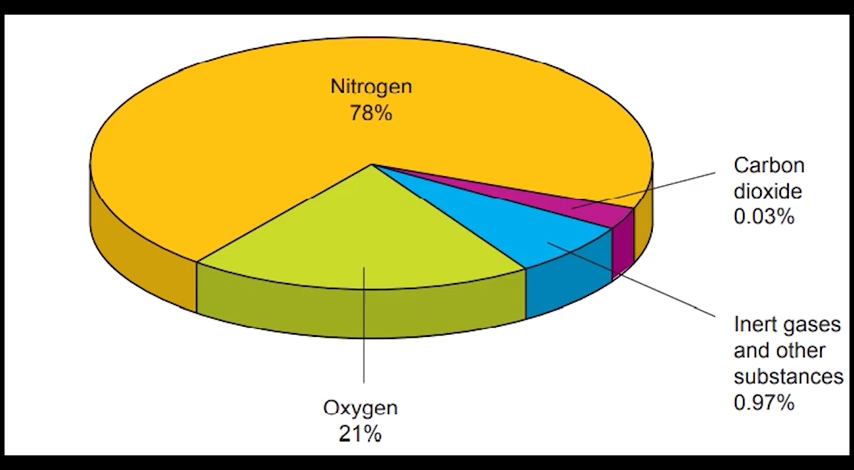 Nitrogen
78%
Carbon
dioxide
0.03%
Inert gases
and other
substances
0.97%
Oxygen
21%